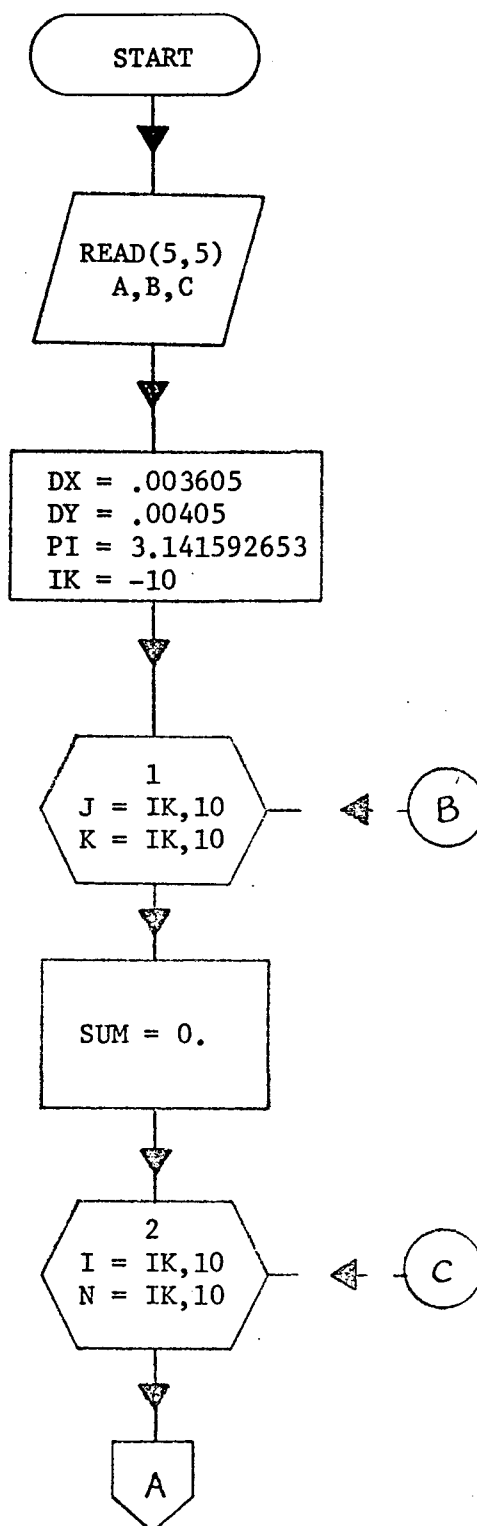 START
READ(5,5)
A,B,C
DX = .003605
DY = .00405
PI = 3.141592653
IK = -10
1
J = IK,10
K = IK,10
B
SUM = 0.
2
I = IK,10
N = IK,10
C
A